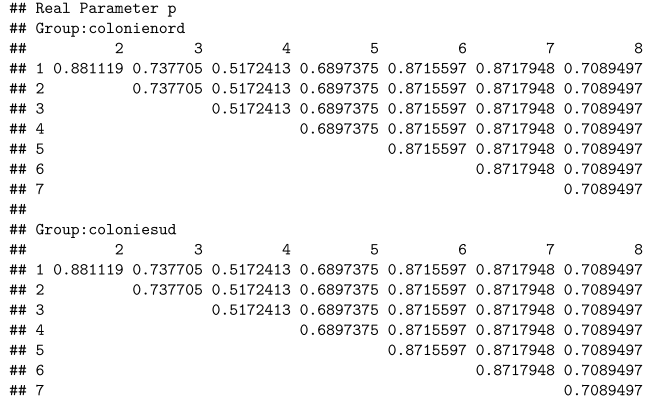 ## Real Parameter p
## Group:colonienord
##          2        3         4         5         6         7         8
## 1 0.881119 0.737705 0.5172413 0.6897375 0.8715597 0.8717948 0.7089497
## 2          0.737705 0.5172413 0.6897375 0.8715597 0.8717948 0.7089497
## 3                   0.5172413 0.6897375 0.8715597 0.8717948 0.7089497
## 4                             0.6897375 0.8715597 0.8717948 0.7089497
## 5                                       0.8715597 0.8717948 0.7089497
## 6                                                 0.8717948 0.7089497
## 7                                                           0.7089497
##
## Group:coloniesud
##          2        3         4         5         6         7         8
## 1 0.881119 0.737705 0.5172413 0.6897375 0.8715597 0.8717948 0.7089497
## 2          0.737705 0.5172413 0.6897375 0.8715597 0.8717948 0.7089497
## 3                   0.5172413 0.6897375 0.8715597 0.8717948 0.7089497
## 4                             0.6897375 0.8715597 0.8717948 0.7089497
## 5                                       0.8715597 0.8717948 0.7089497
## 6                                                 0.8717948 0.7089497
## 7                                                           0.7089497